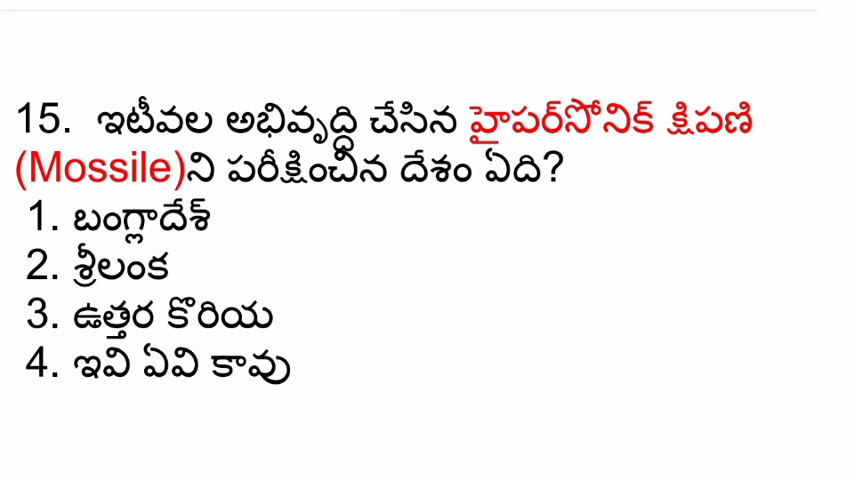 15. ఇటీవల అభివృద్ధి చేసిన హైపర్‌సోనిక్ క్షిపణి
(Mossile)ని పరీక్షించిన దేశం ఏది?
1. బంగ్లాదేశ్
2. శ్రీలంక
3. ఉత్తర కొరియ
4. ఇవి ఏవి కావు